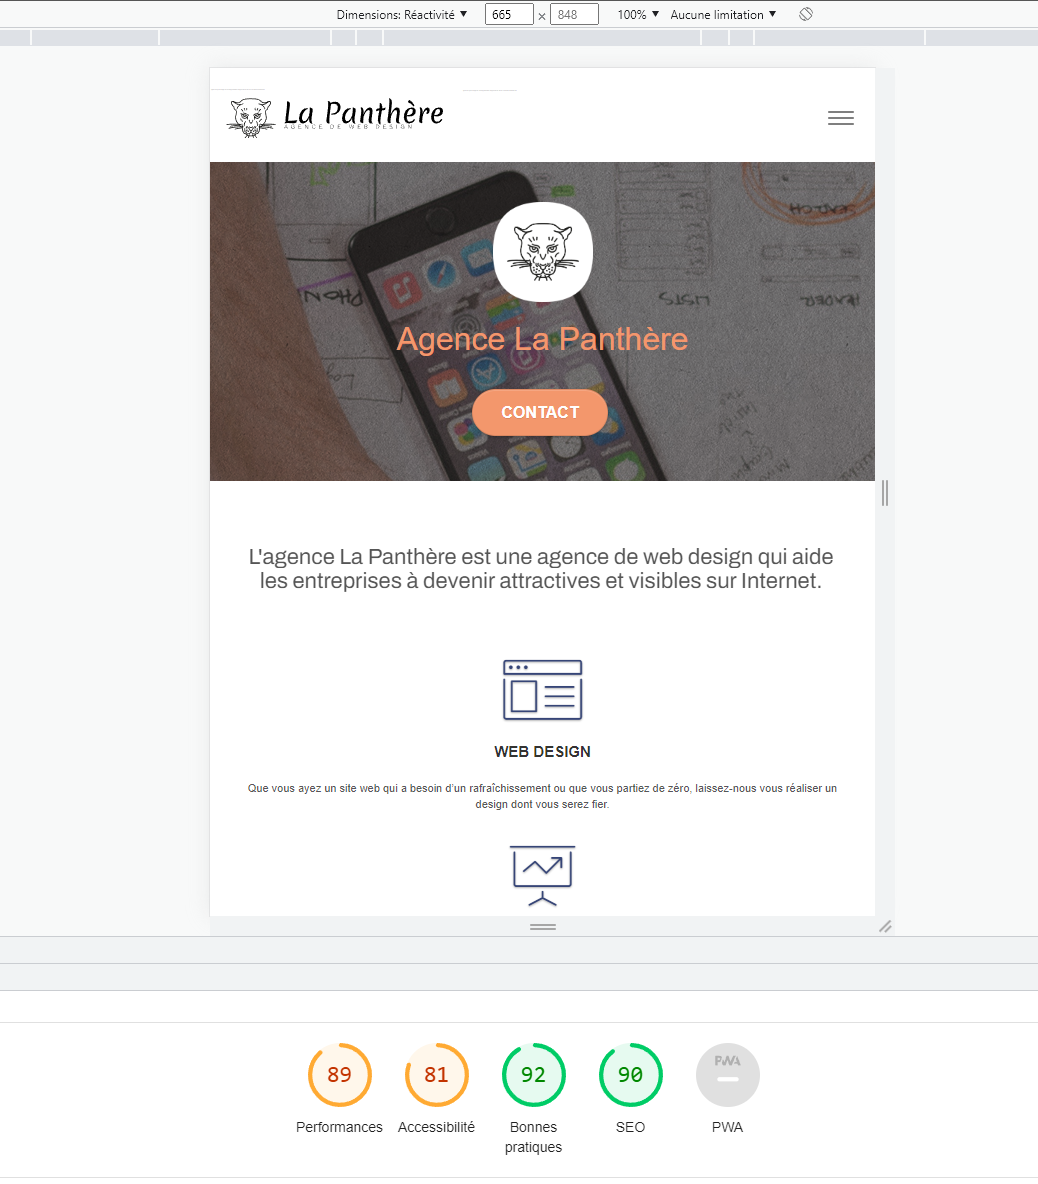 Dimensions: Réactivité ▼ 665 × 848 100% ▼ Aucune limitation ▼
La Panthère
AGENCE DE WEB DESIGN
PHON
LISTS
HEADER
Agence La Panthère
CONTACT
L'agence La Panthère est une agence de web design qui aide
les entreprises à devenir attractives et visibles sur Internet.
WEB DESIGN
Que vous ayez un site web qui a besoin d'un rafraîchissement ou que vous partiez de zéro, laissez-nous vous réaliser un
design dont vous serez fier.
89 81 92 90 PWA
Performances Accessibilité Bonnes pratiques SEO PWA